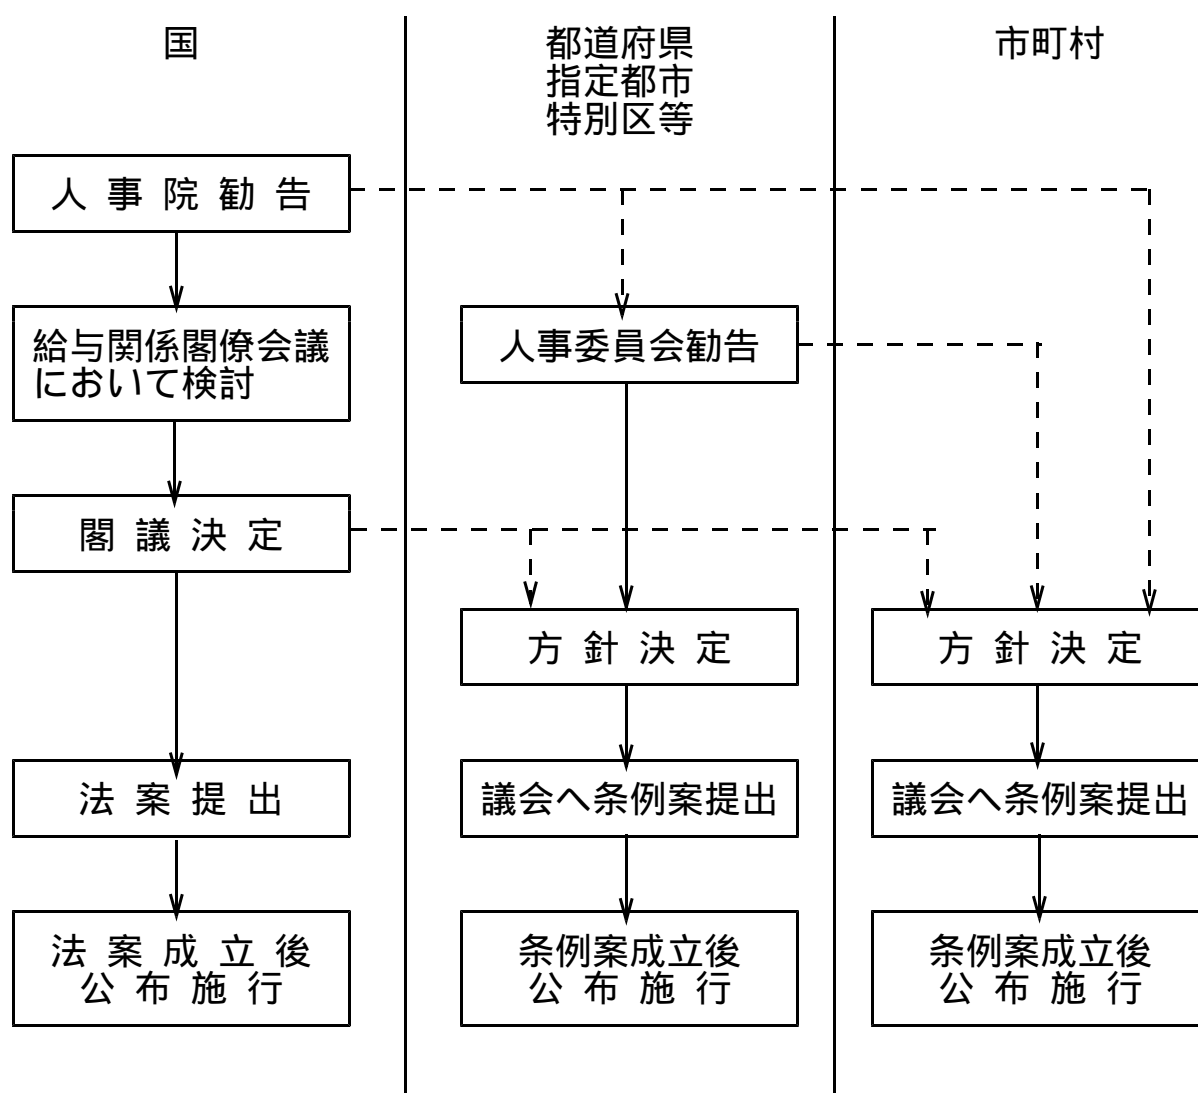 国
都道府県
指定都市
特別区等
市町村
人事院勧告
給与関係閣僚会議
において検討
人事委員会勧告
閣議決定
方針決定
方針決定
法案提出
議会へ条例案提出
議会へ条例案提出
法案成立後
公布施行
条例案成立後
公布施行
条例案成立後
公布施行